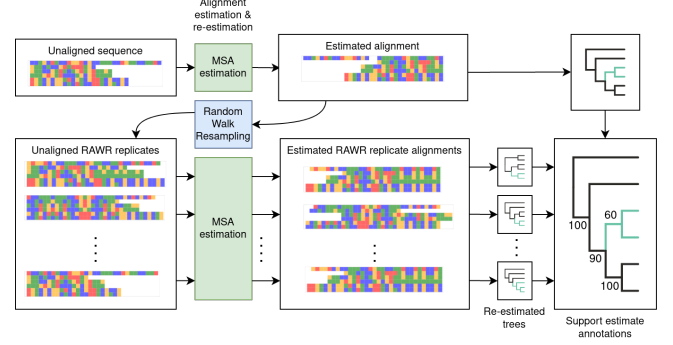 Alignment
estimation &
re-estimation
Unaligned sequence
MSA
estimation
Estimated alignment
Random
Walk
Resampling
Unaligned RAWR replicates
MSA
estimation
Estimated RAWR replicate alignments
60
100
90
100
Re-estimated
trees
Support estimate
annotations